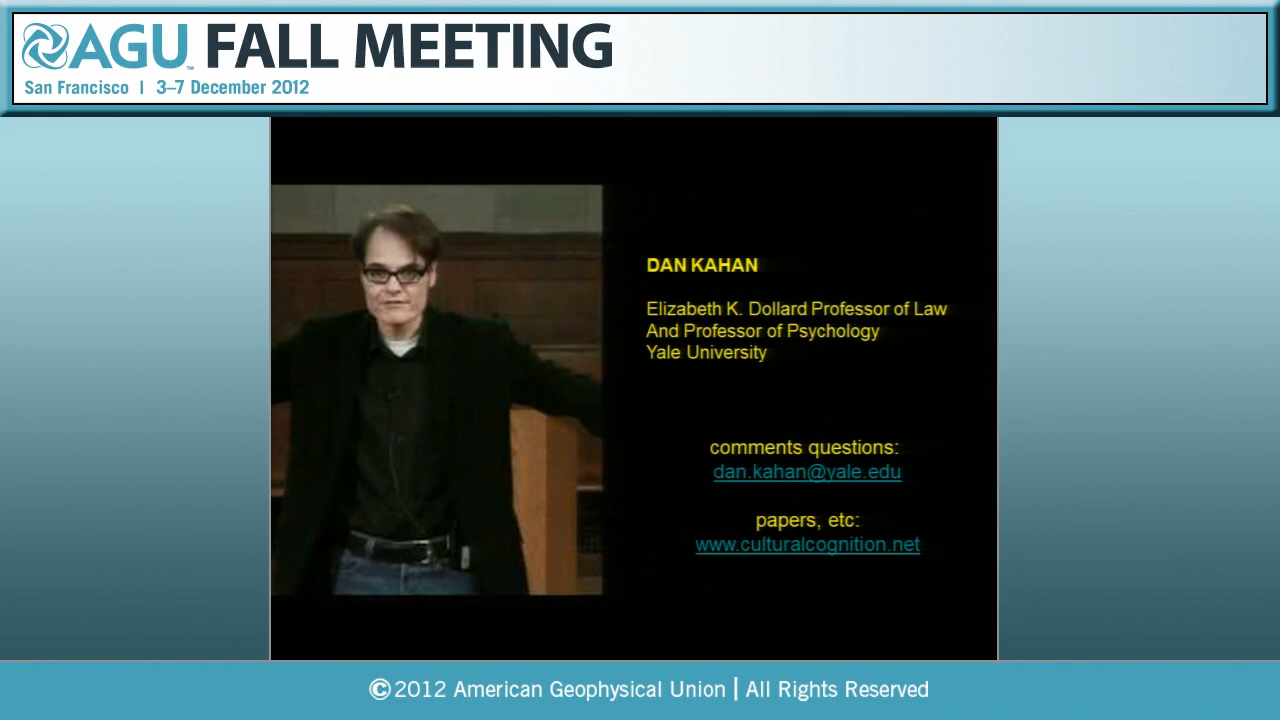 AGU™ FALL MEETING
San Francisco | 3–7 December 2012
DAN KAHAN
Elizabeth K. Dollard Professor of Law
And Professor of Psychology
Yale University
comments questions:
dan.kahan@yale.edu
papers, etc:
www.culturalcognition.net
©2012 American Geophysical Union | All Rights Reserved